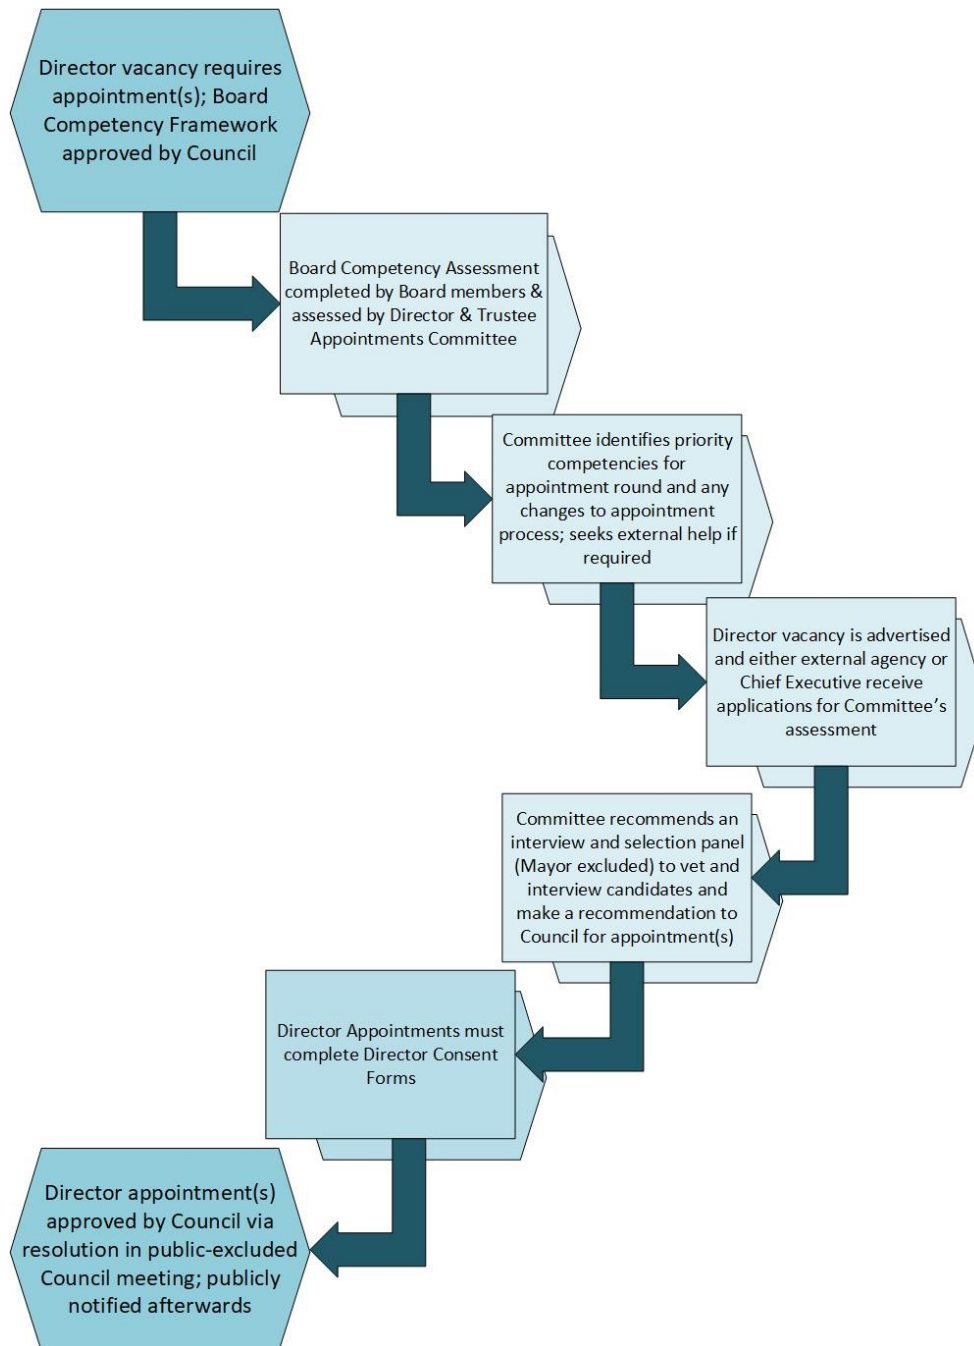 Director vacancy requires
appointment(s); Board
Competency Framework
approved by Council
Board Competency Assessment
completed by Board members &
assessed by Director & Trustee
Appointments Committee
Committee identifies priority
competencies for
appointment round and any
changes to appointment
process; seeks external help if
required
Director vacancy is advertised
and either external agency or
Chief Executive receive
applications for Committee’s
assessment
Committee recommends an
interview and selection panel
(Mayor excluded) to vet and
interview candidates and
make a recommendation to
Council for appointment(s)
Director Appointments must
complete Director Consent
Forms
Director appointment(s)
approved by Council via
resolution in public-excluded
Council meeting; publicly
notified afterwards